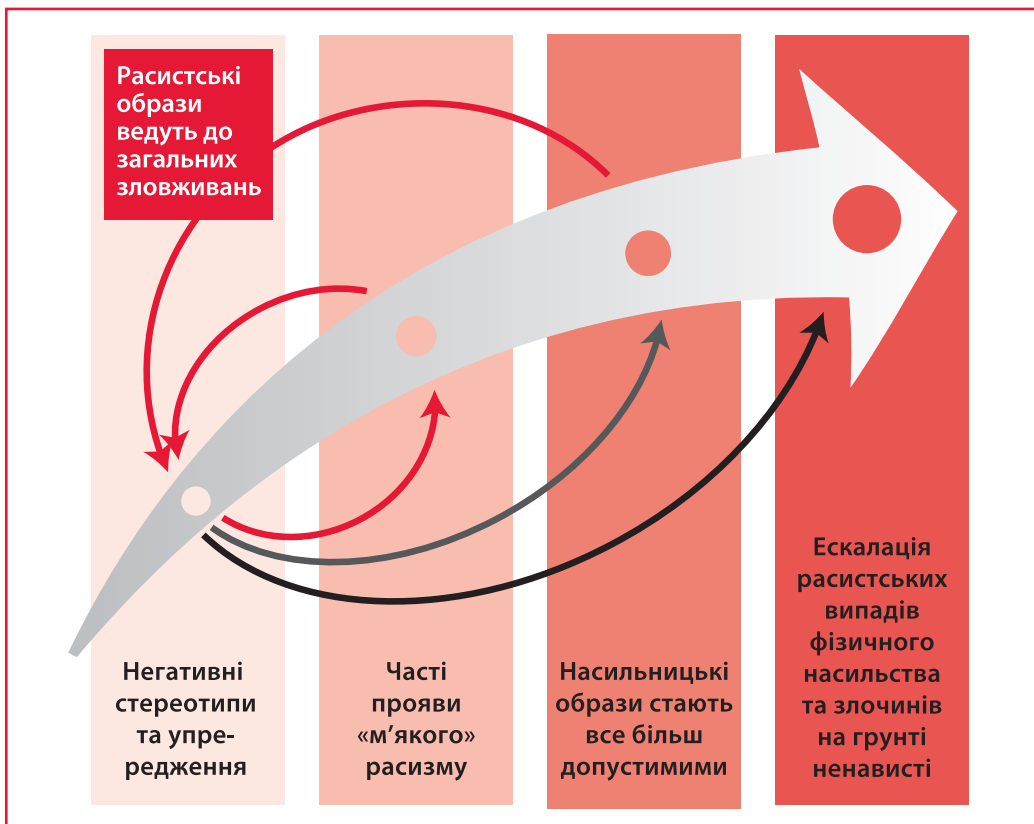 Расистські
образи
ведуть до
загальних
зловживань
Негативні
стереотипи
та упре-
редження
Часті
прояви
«м’якого»
расизму
Насильницькі
образи стають
все більш
допустимими
Ескалація
расистських
випадів
фізичного
насильства
та злочинів
на грунті
ненависті